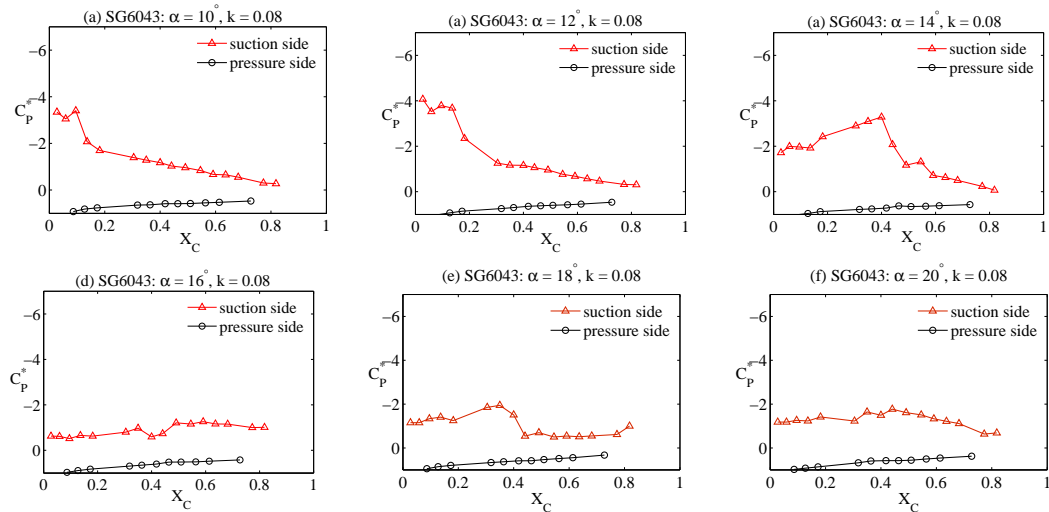 (a) SG6043: α = 10°, k = 0.08
−6
−4
−2
0
C*P
suction side
pressure side
0 0.2 0.4 0.6 0.8 1
X_C
(a) SG6043: α = 12°, k = 0.08
−6
−4
−2
0
C*P
suction side
pressure side
0 0.2 0.4 0.6 0.8 1
X_C
(a) SG6043: α = 14°, k = 0.08
−6
−4
−2
0
C*P
suction side
pressure side
0 0.2 0.4 0.6 0.8 1
X_C
(d) SG6043: α = 16°, k = 0.08
−6
−4
−2
0
C*P
suction side
pressure side
0 0.2 0.4 0.6 0.8 1
X_C
(e) SG6043: α = 18°, k = 0.08
−6
−4
−2
0
C*P
suction side
pressure side
0 0.2 0.4 0.6 0.8 1
X_C
(f) SG6043: α = 20°, k = 0.08
−6
−4
−2
0
C*P
suction side
pressure side
0 0.2 0.4 0.6 0.8 1
X_C